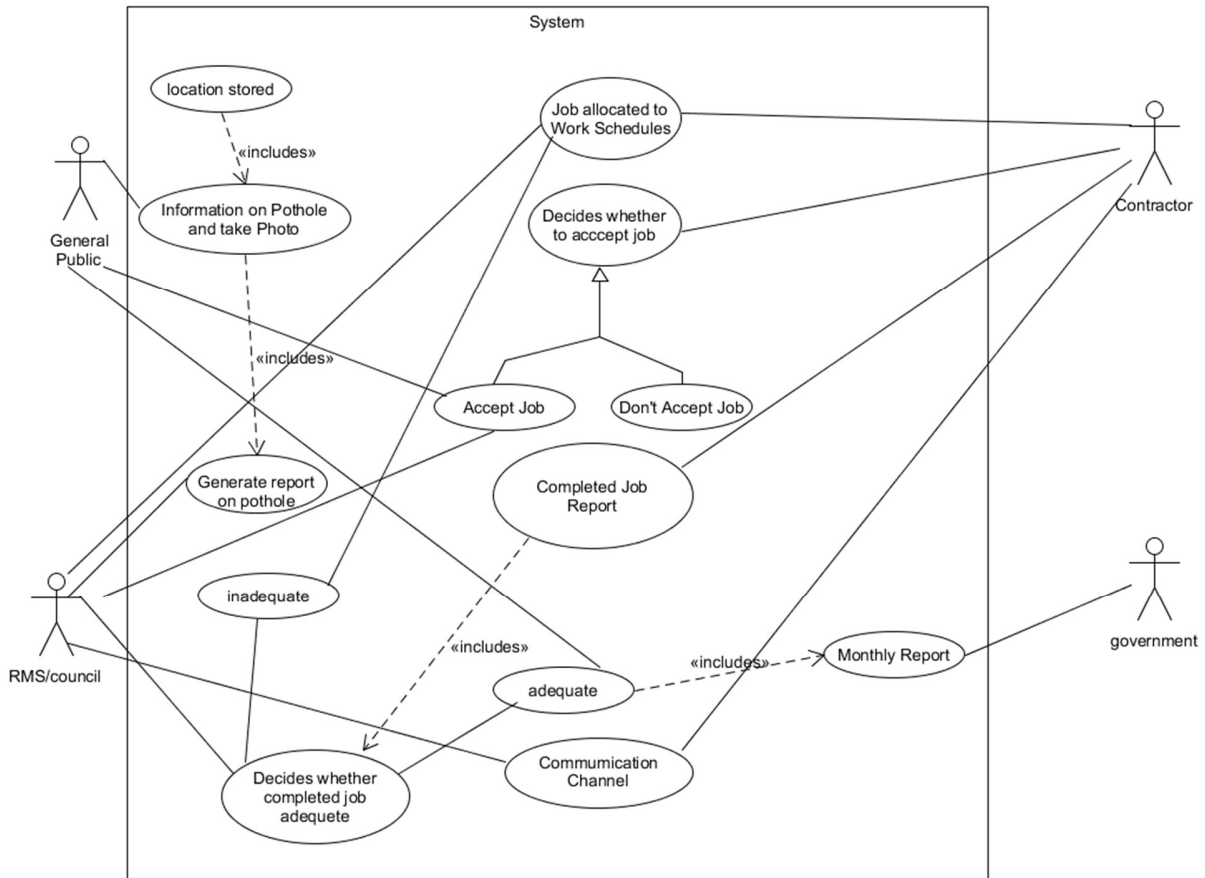 System
location stored
Job allocated to
Work Schedules
«includes»
Information on Pothole
and take Photo
Decides whether
to acccept job
General
Public
Contractor
«includes»
Accept Job
Don't Accept Job
Generate report
on pothole
Completed Job
Report
inadequate
«includes»
RMS/council
adequate
«includes»
Monthly Report
government
Decides whether
completed job
adequete
Commumication
Channel